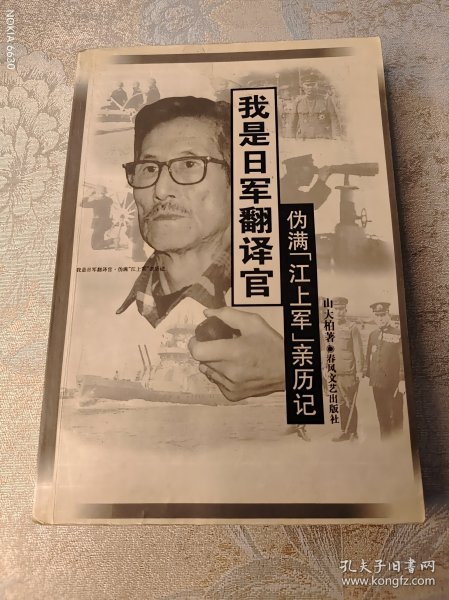 NOKIA 6630
我是日军翻译官
伪满「江上军」亲历记
山大柏著 春风文艺出版社
我是日军翻译官·伪满“江上军”亲历记
孔夫子旧书网
www.kongfz.com